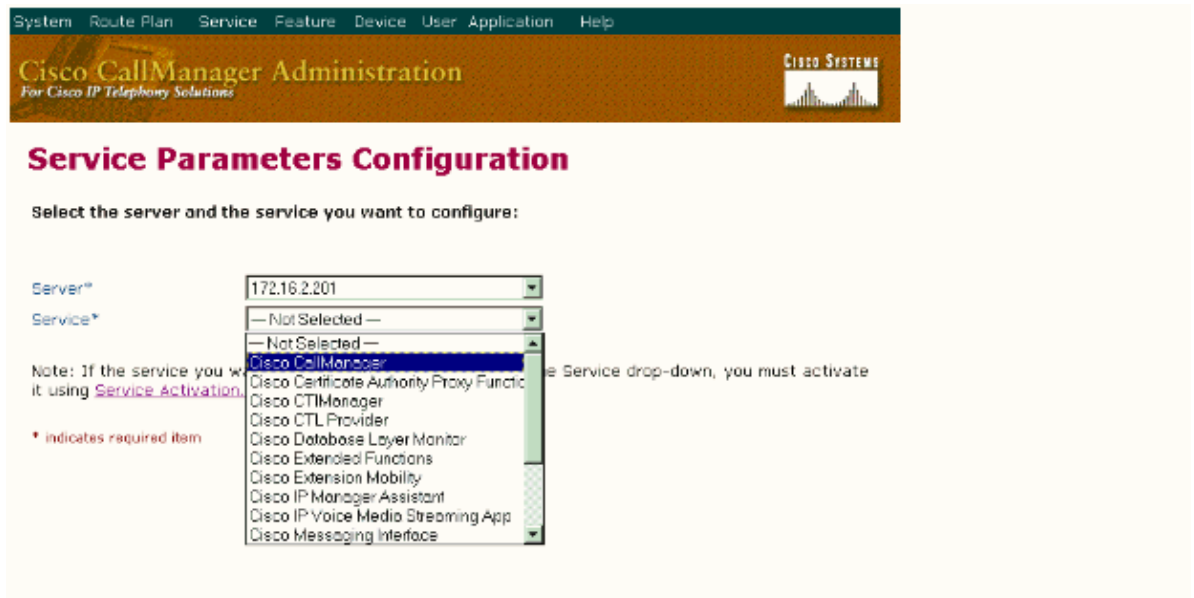 System Route Plan Service Feature Device User Application Help
Cisco CallManager Administration
For Cisco IP Telephony Solutions
CISCO SYSTEMS
Service Parameters Configuration
Select the server and the service you want to configure:
Server* 172.16.2.201
Service* — Not Selected —
— Not Selected —
Cisco CallManager
Cisco Certificate Authority Proxy Functio
Cisco CTIManager
Cisco CTL Provider
Cisco Database Layer Monitor
Cisco Extended Functions
Cisco Extension Mobility
Cisco IP Manager Assistant
Cisco IP Voice Media Streaming App
Cisco Messaging Interface
Note: If the service you w e Service drop-down, you must activate
it using Service Activation.
* indicates required item